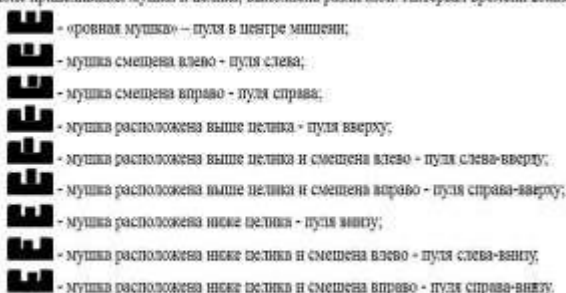 - «ровная мушка» – пуля в центре мишени;
- мушка смещена влево - пуля слева;
- мушка смещена вправо - пуля справа;
- мушка расположена выше целика - пуля вверху;
- мушка расположена выше целика и смещена влево - пуля слева-вверху;
- мушка расположена выше целика и смещена вправо - пуля справа-вверху;
- мушка расположена ниже целика - пуля внизу;
- мушка расположена ниже целика и смещена влево - пуля слева-внизу;
- мушка расположена ниже целика и смещена вправо - пуля справа-внизу.